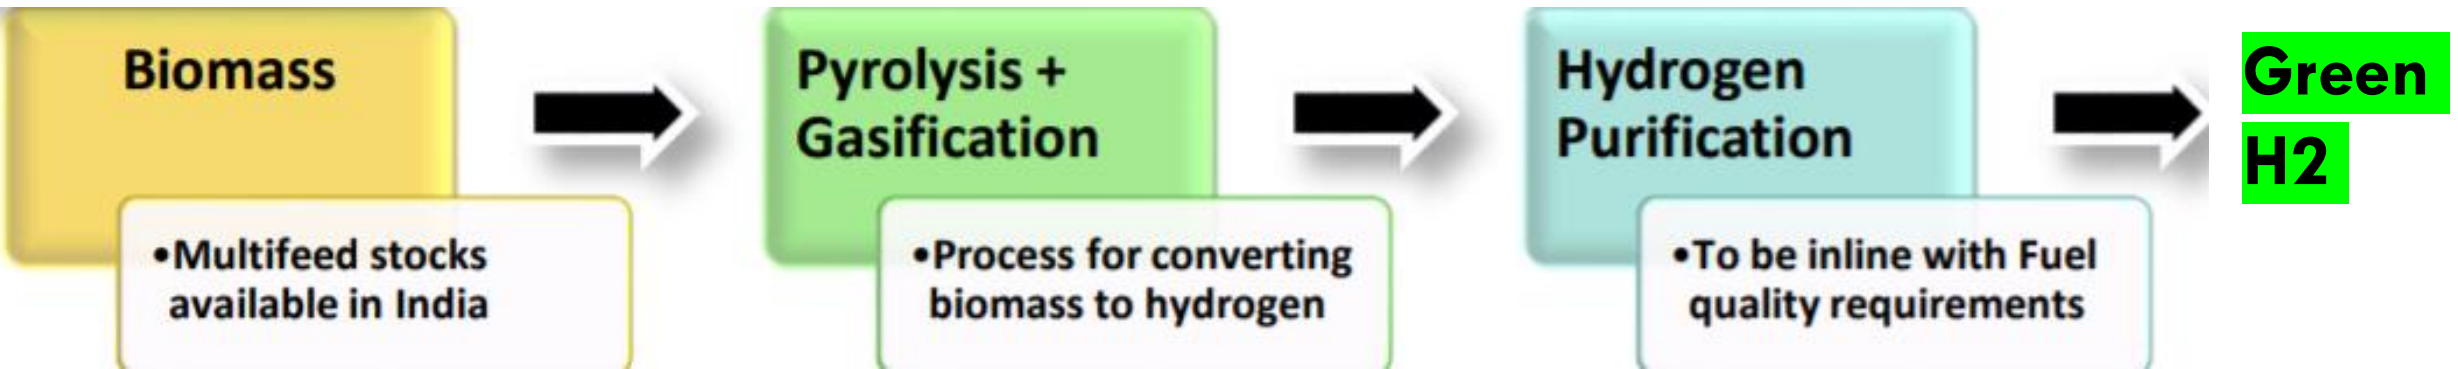 Biomass
•Multifeed stocks
available in India
Pyrolysis +
Gasification
•Process for converting
biomass to hydrogen
Hydrogen
Purification
•To be inline with Fuel
quality requirements
Green
H2